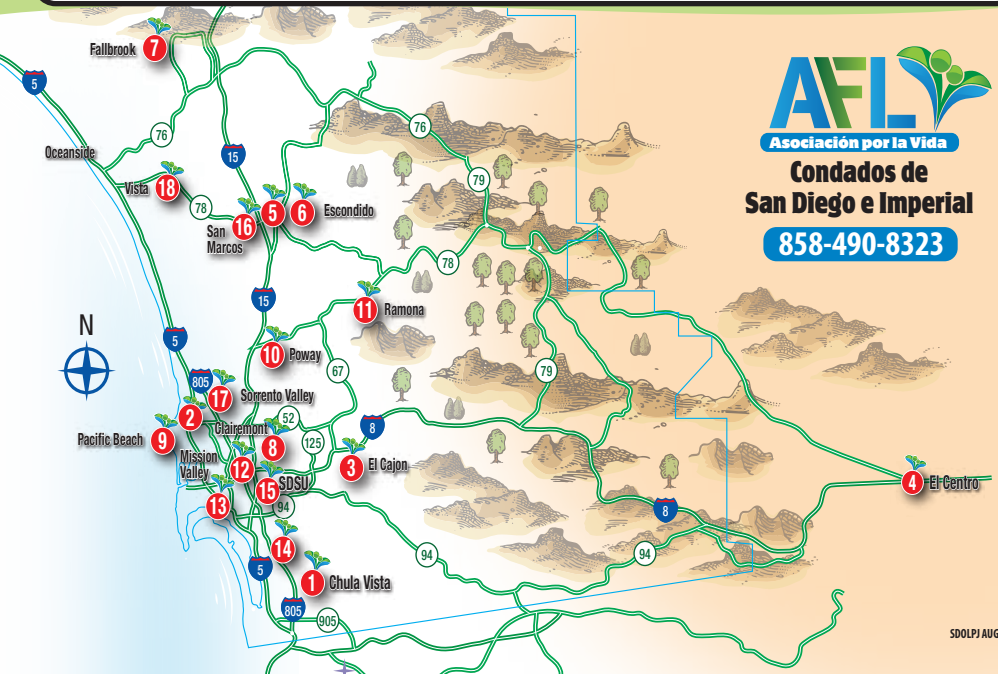 Fallbrook
7
5
76
15
76
Oceanside
79
Vista
18
78
16
5
6
Escondido
San
Marcos
78
15
11
Ramona
N
5
10
Poway
67
79
805
17
Sorrento Valley
2
52
8
Clairemont
Pacific Beach
9
8
125
Mission
Valley
12
3
El Cajon
15
SDSU
13
94
4
El Centro
8
14
94
94
5
1
Chula Vista
805
905
AFL
Asociación por la Vida
Condados de
San Diego e Imperial
858-490-8323
SDOLPJ AUG